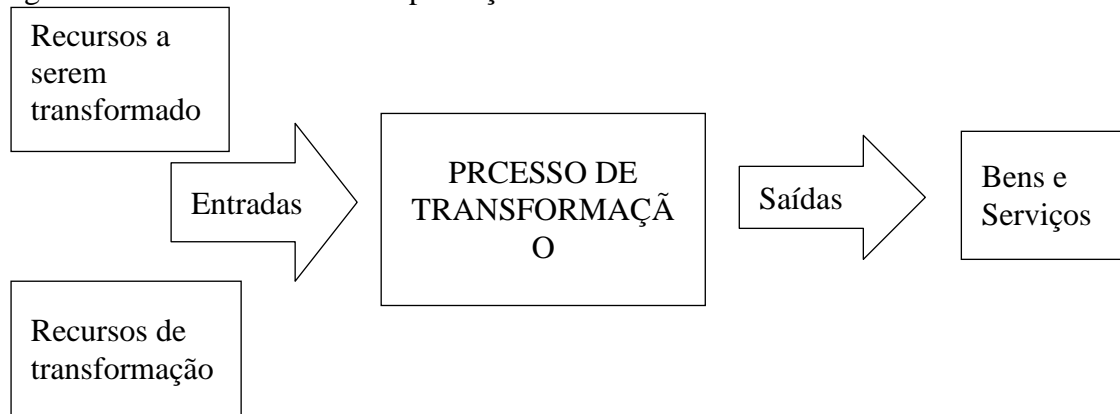 Recursos a
serem
transformado
Entradas
PRCESSO DE
TRANSFORMAÇÃ
O
Saídas
Bens e
Serviços
Recursos de
transformação